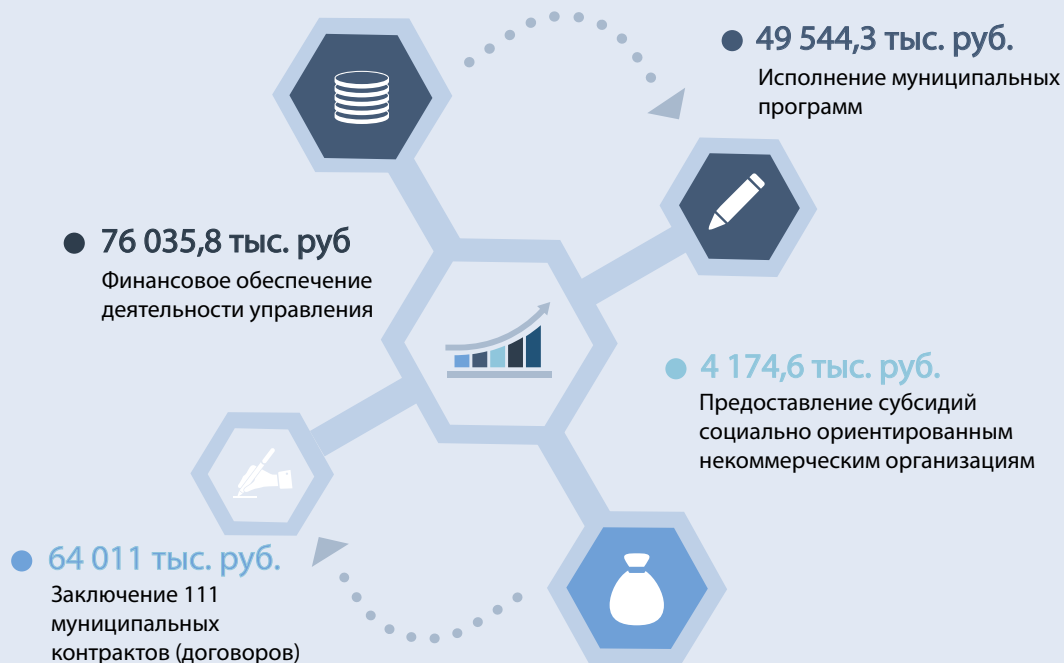 49 544,3 тыс. руб.
Исполнение муниципальных
программ
76 035,8 тыс. руб
Финансовое обеспечение
деятельности управления
4 174,6 тыс. руб.
Предоставление субсидий
социально ориентированным
некоммерческим организациям
64 011 тыс. руб.
Заключение 111
муниципальных
контрактов (договоров)